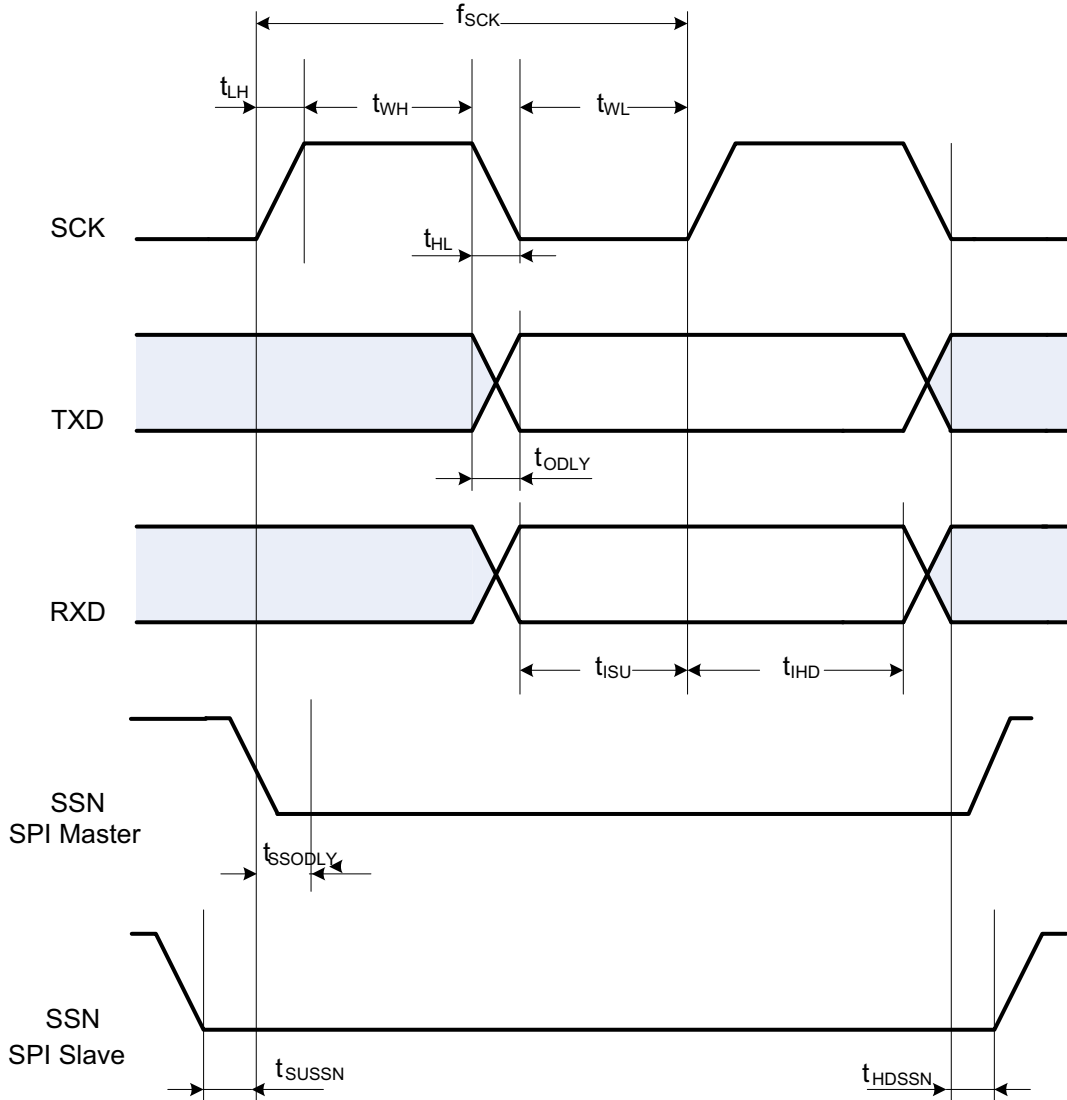 fSCK
tLH
tWH
tWL
SCK
tHL
TXD
tODLY
RXD
tISU
tIHD
SSN
SPI Master
tSSODLY
SSN
SPI Slave
tSUSSN
tHDSSN